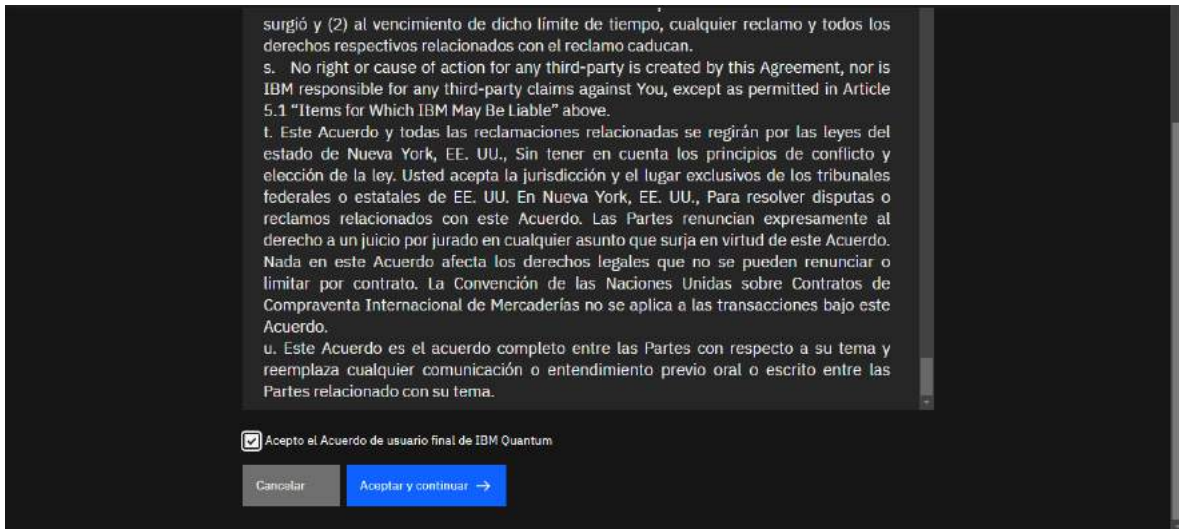 surgió y (2) al vencimiento de dicho límite de tiempo, cualquier reclamo y todos los
derechos respectivos relacionados con el reclamo caducan.
s. No right or cause of action for any third-party is created by this Agreement, nor is
IBM responsible for any third-party claims against You, except as permitted in Article
5.1 “Items for Which IBM May Be Liable” above.
t. Este Acuerdo y todas las reclamaciones relacionadas se regirán por las leyes del
estado de Nueva York, EE. UU., Sin tener en cuenta los principios de conflicto y
elección de la ley. Usted acepta la jurisdicción y el lugar exclusivos de los tribunales
federales o estatales de EE. UU. En Nueva York, EE. UU., Para resolver disputas o
reclamos relacionados con este Acuerdo. Las Partes renuncian expresamente al
derecho a un juicio por jurado en cualquier asunto que surja en virtud de este Acuerdo.
Nada en este Acuerdo afecta los derechos legales que no se pueden renunciar o
limitar por contrato. La Convención de las Naciones Unidas sobre Contratos de
Compraventa Internacional de Mercaderías no se aplica a las transacciones bajo este
Acuerdo.
u. Este Acuerdo es el acuerdo completo entre las Partes con respecto a su tema y
reemplaza cualquier comunicación o entendimiento previo oral o escrito entre las
Partes relacionado con su tema.
Acepto el Acuerdo de usuario final de IBM Quantum
Cancelar
Aceptar y continuar →